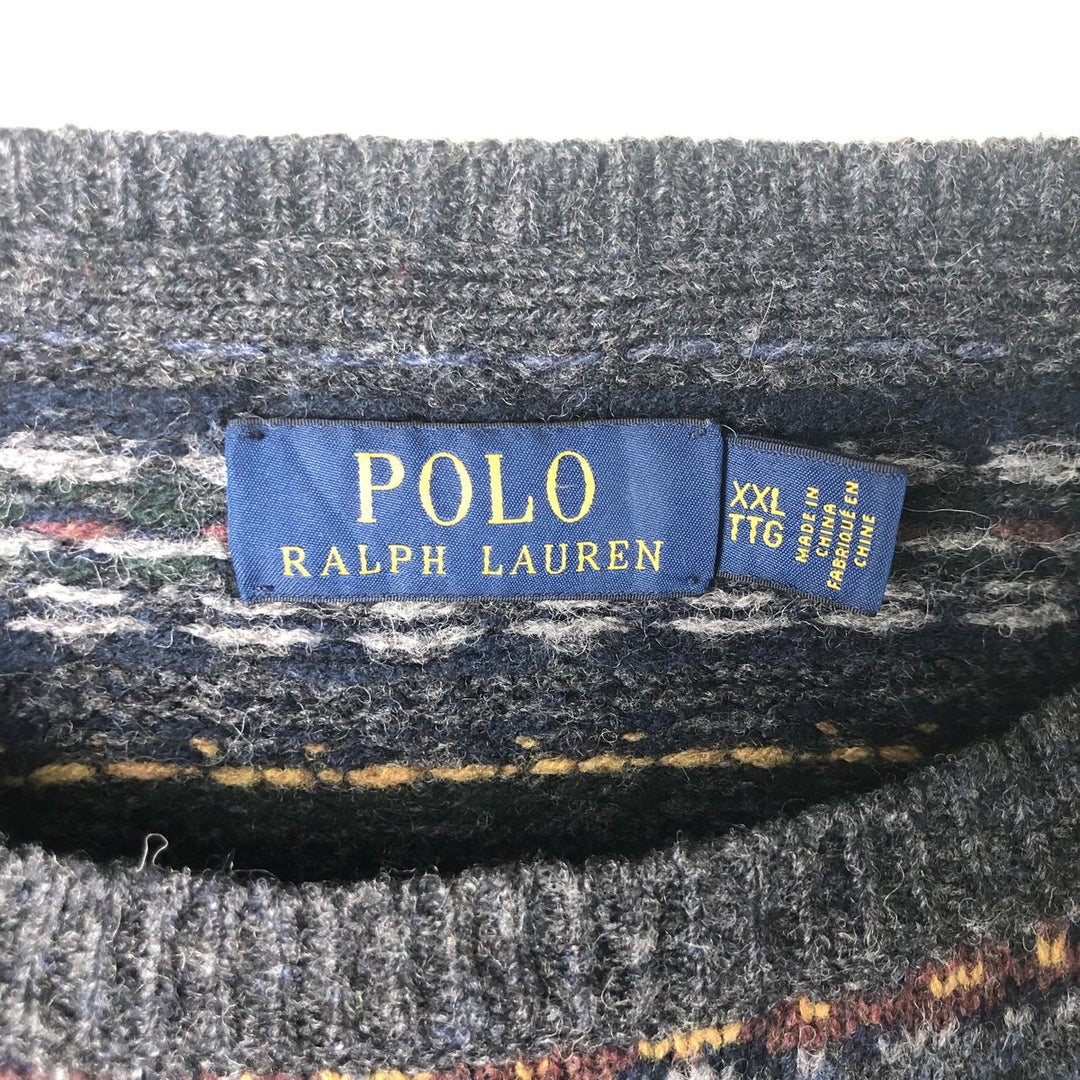 POLO
RALPH LAUREN
XXL
TTG
MADE IN
CHINA
FABRIQUÉ EN
CHINE